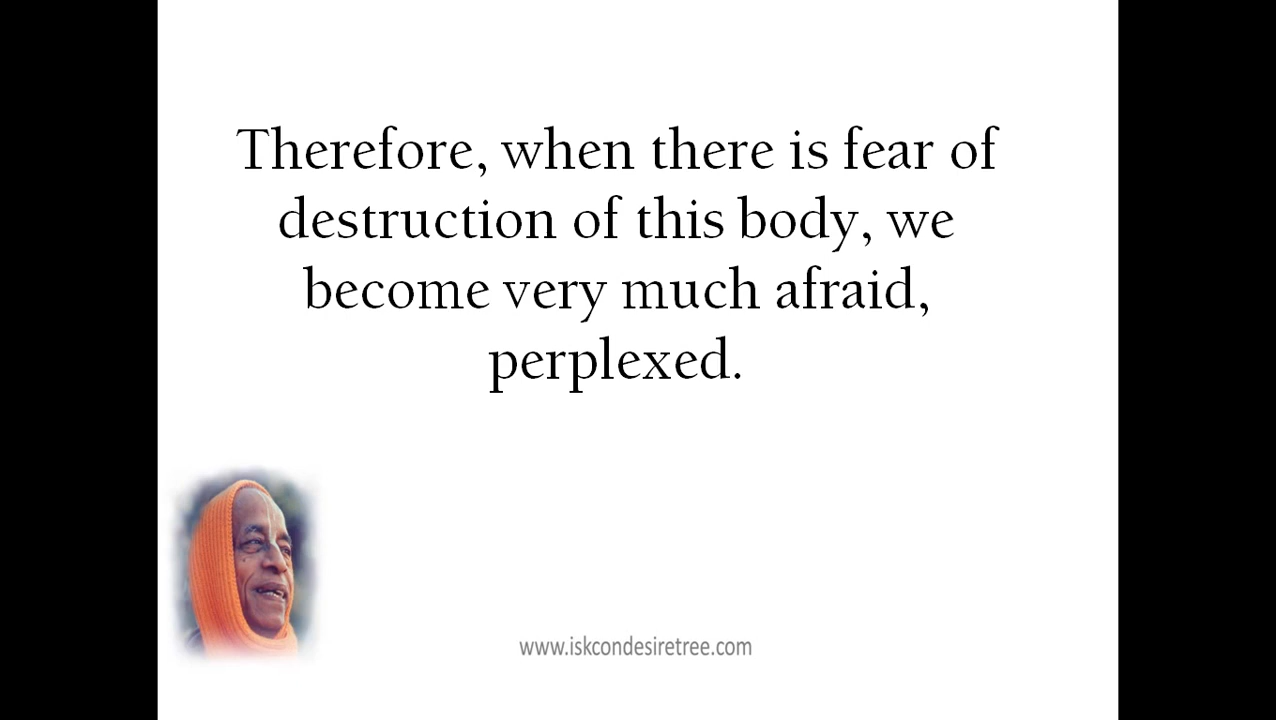 Therefore, when there is fear of
destruction of this body, we
become very much afraid,
perplexed.
www.iskcondesiretree.com